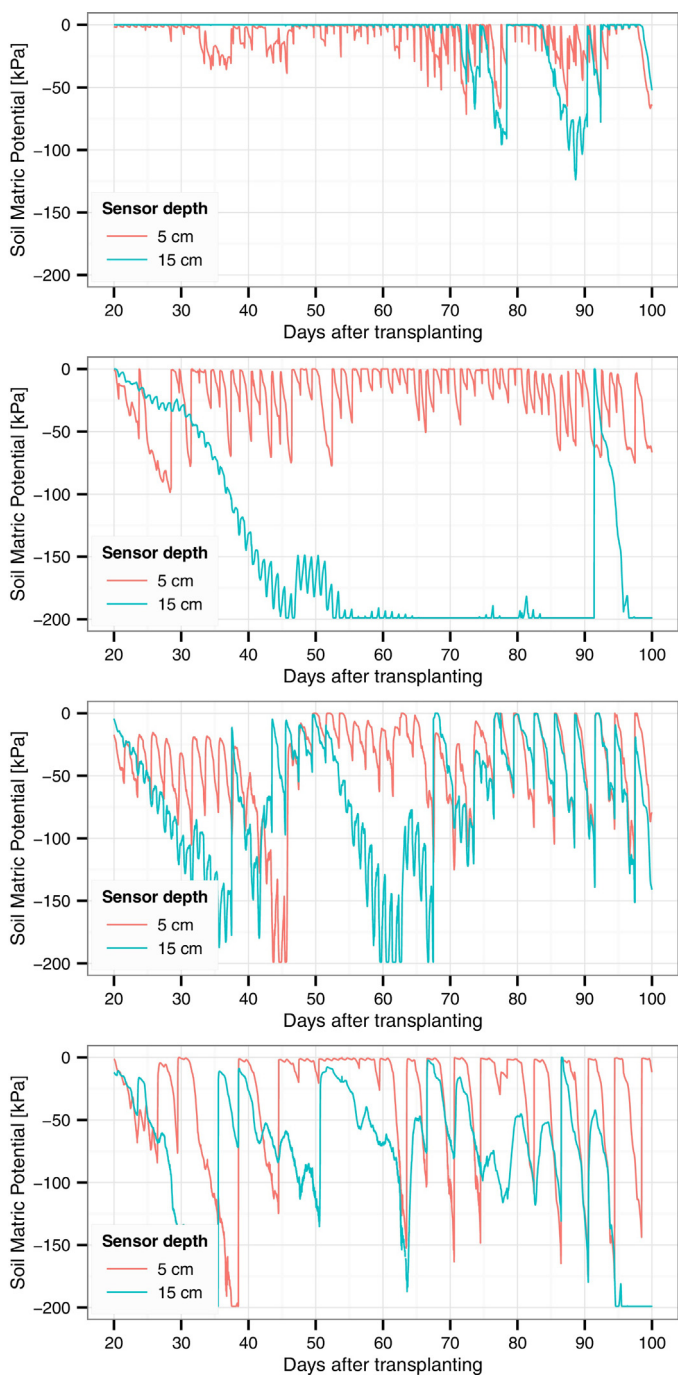 Soil Matric Potential [kPa]
0
−50
−100
−150
−200
Sensor depth
5 cm
15 cm
20 30 40 50 60 70 80 90 100
Days after transplanting
Soil Matric Potential [kPa]
0
−50
−100
−150
−200
Sensor depth
5 cm
15 cm
20 30 40 50 60 70 80 90 100
Days after transplanting
Soil Matric Potential [kPa]
0
−50
−100
−150
−200
Sensor depth
5 cm
15 cm
20 30 40 50 60 70 80 90 100
Days after transplanting
Soil Matric Potential [kPa]
0
−50
−100
−150
−200
Sensor depth
5 cm
15 cm
20 30 40 50 60 70 80 90 100
Days after transplanting